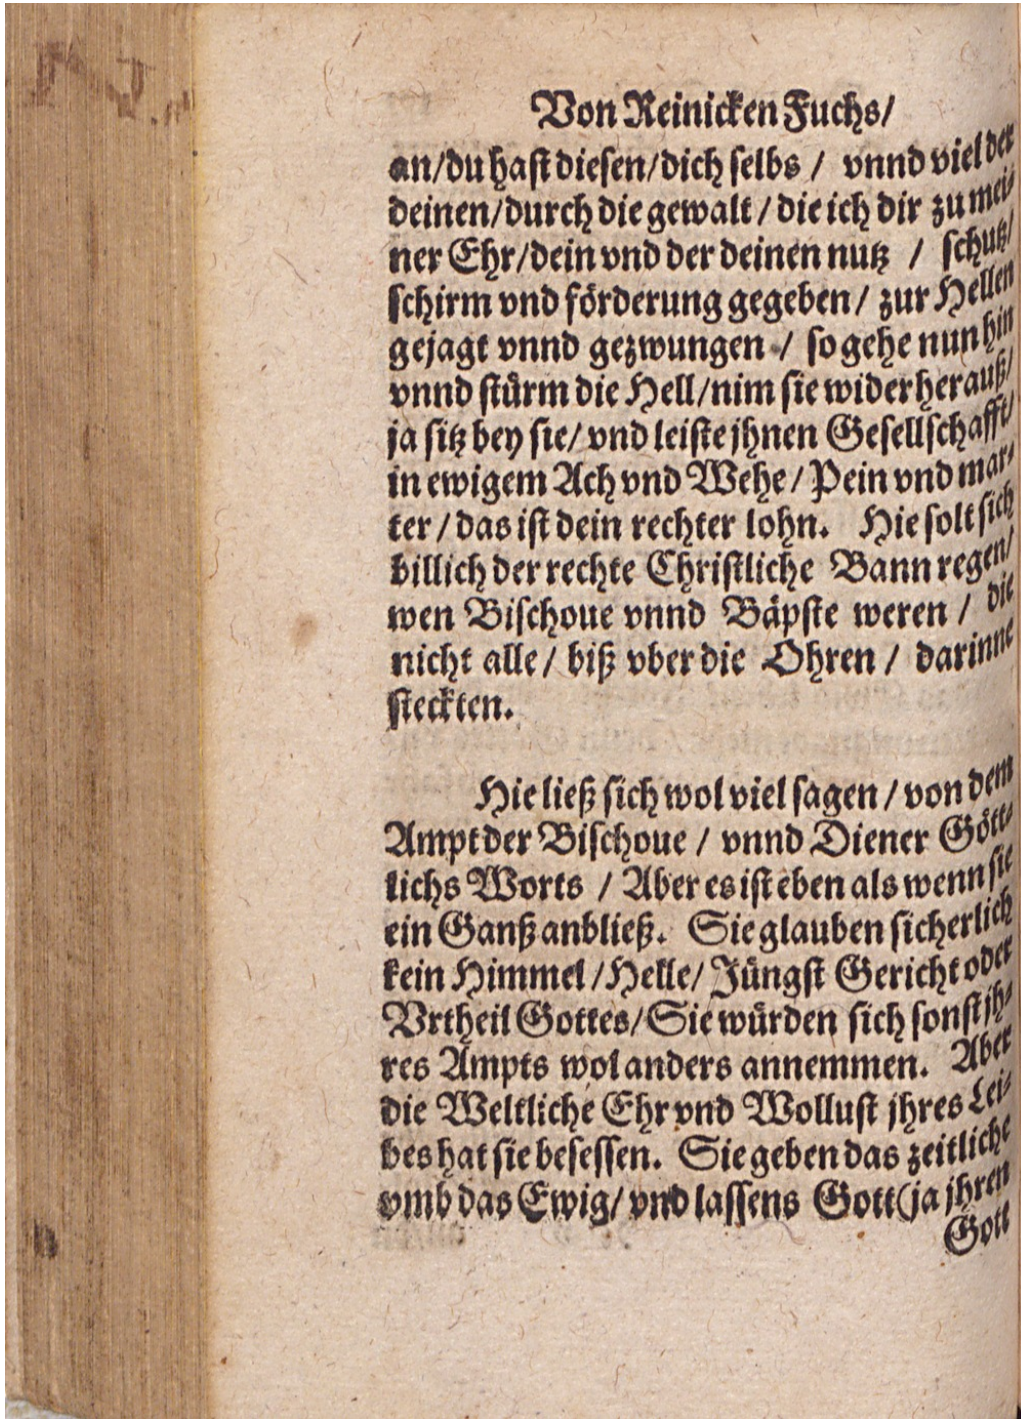 Von Reinicken Fuchs/
an/du hast diesen/dich selbs / vnnd viel der
deinen/durch die gewalt / die ich dir zu mei⸗
ner Ehr/dein vnd der deinen nutz / schutz/
schirm vnd förderung gegeben/ zur Hellen
gejagt vnnd gezwungen / so gehe nun hin
vnnd stürm die Hell/nim sie wider herauß/
ja sitz bey sie/ vnd leiste jhnen Gesellschafft/
in ewigem Ach vnd Wehe/ Pein vnd mar⸗
ter / das ist dein rechter lohn. Hie solt sich
billich der rechte Christliche Bann regen/
wen Bischoue vnnd Bäpste weren / die
nicht alle/ biß vber die Ohren / darinne
steckten.
Hie ließ sich wol viel sagen / von dem
Ampt der Bischoue / vnnd Diener Gött⸗
lichs Worts / Aber es ist eben als wenn sie
ein Ganß anbließ. Sie glauben sicherlich
kein Himmel /Helle/ Jüngst Gericht oder
Vrtheil Gottes/Sie würden sich sonst jh⸗
res Ampts wol anders annemmen. Aber
die Weltliche Ehr vnd Wollust jhres Lei⸗
bes hat sie besessen. Sie geben das zeitliche
vmb das Ewig/ vnd lassens Gott (ja jhren
Gott